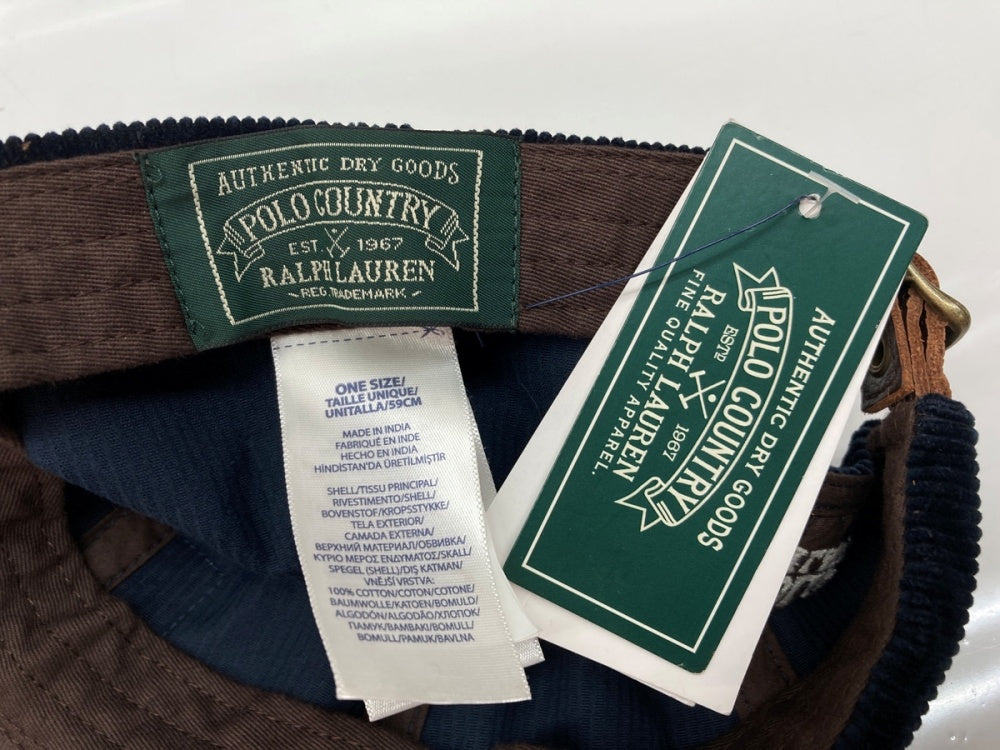 AUTHENTIC DRY GOODS
POLO COUNTRY
EST. 1967
RALPH LAUREN
REG. TRADEMARK
ONE SIZE/
TAILLE UNIQUE/
UNITALLA/59CM
MADE IN INDIA
FABRIQUÉ EN INDE
HECHO EN INDIA
HİNDİSTAN'DA ÜRETİLMİŞTİR
SHELL/TISSU PRINCIPAL/
RIVESTIMENTO/SHELL/
BOVENSTOF/KROPSSTYKKE/
TELA EXTERIOR/
CAMADA EXTERNA/
ВЕРХНИЙ МАТЕРИАЛ/ОБВИВКА/
ΚΥΡΙΟ ΜΕΡΟΣ ΕΝΔΥΜΑΤΟΣ/SKALL/
SPEGEL (SHELL)/DIŞ KATMAN/
VNĚJŠÍ VRSTVA:
100% COTTON/COTON/COTONE/
BAUMWOLLE/KATOEN/BOMULD/
ALGODÓN/ALGODÃO/ХЛОПОК/
ПАМУК/ΒΑΜΒΑΚΙ/BOMULL/
BOMULL/PAMUK/BAVLNA
AUTHENTIC DRY GOODS
POLO COUNTRY
ESTD 1967
RALPH LAUREN
FINE QUALITY APPAREL.